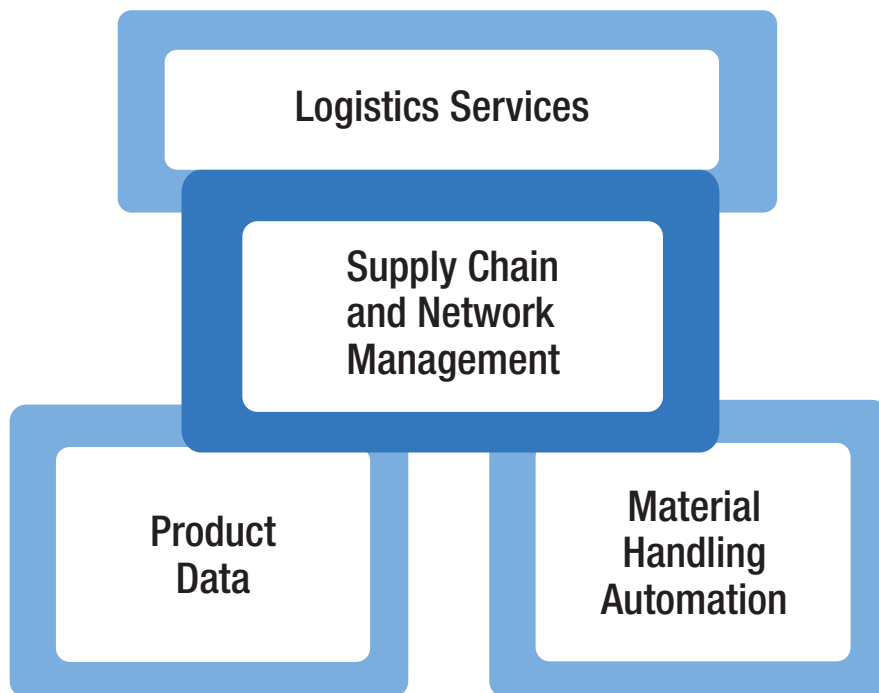 Logistics Services
Supply Chain
and Network
Management
Product
Data
Material
Handling
Automation